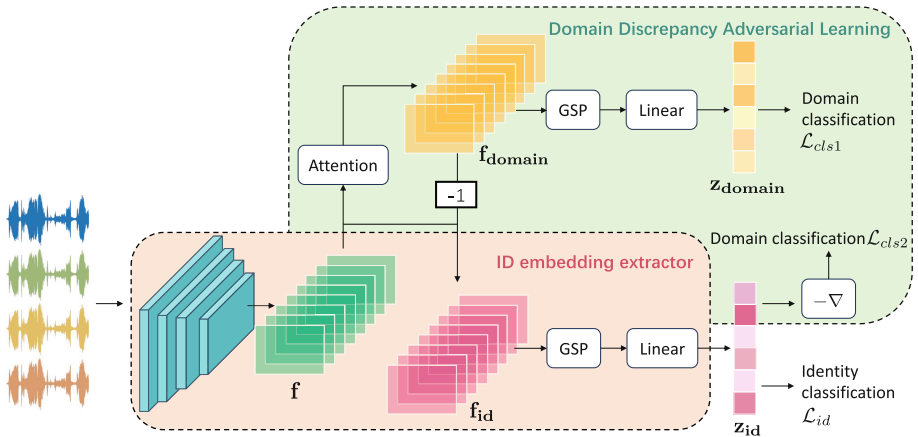 Domain Discrepancy Adversarial Learning
GSP
Linear
Domain
classification
ℒcls1
Attention
f_domain
z_domain
-1
Domain classification ℒcls2
ID embedding extractor
−∇
GSP
Linear
Identity
classification
ℒid
f
f_id
z_id